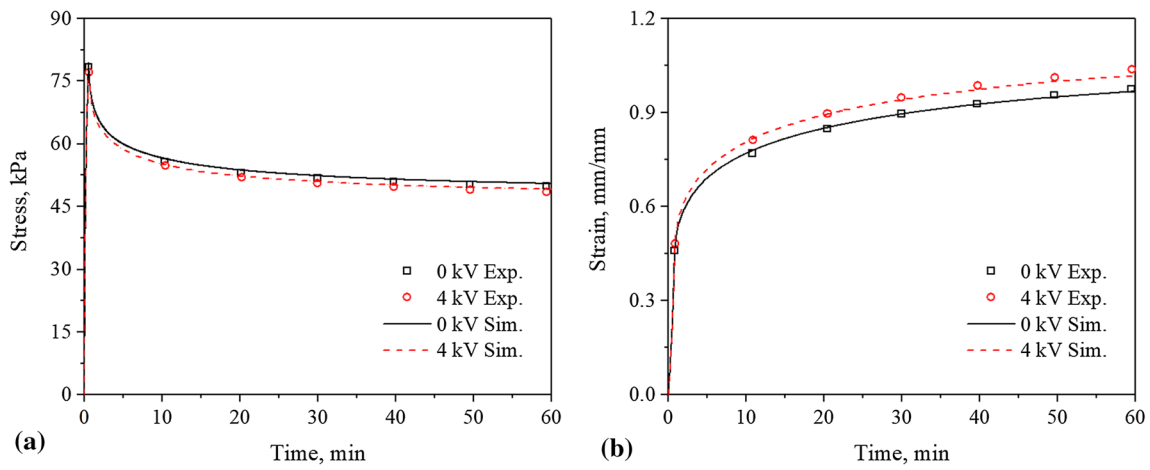 90
75
60
45
30
15
0
Stress, kPa
0 kV Exp.
4 kV Exp.
0 kV Sim.
4 kV Sim.
0 10 20 30 40 50 60
Time, min
(a)
1.2
0.9
0.6
0.3
0.0
Strain, mm/mm
0 kV Exp.
4 kV Exp.
0 kV Sim.
4 kV Sim.
0 10 20 30 40 50 60
Time, min
(b)